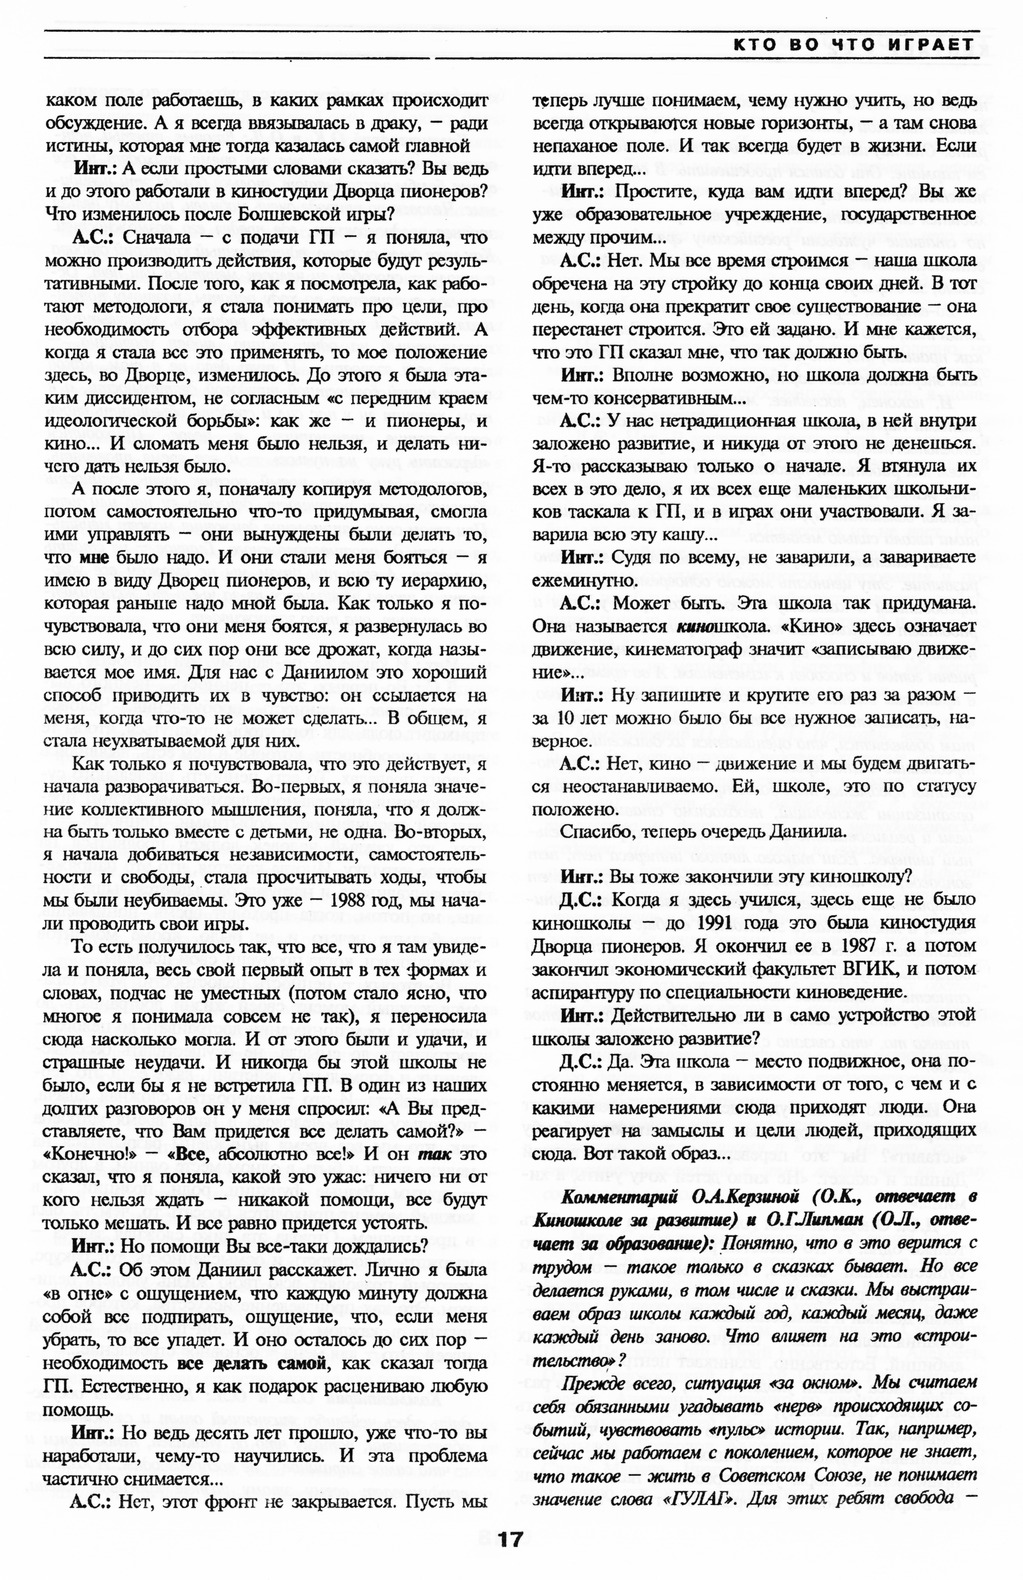 КТО ВО ЧТО ИГРАЕТ
каком поле работаешь, в каких рамках происходит
обсуждение. А я всегда ввязывалась в драку, — ради
истины, которая мне тогда казалась самой главной
Инт.: А если простыми словами сказать? Вы ведь
и до этого работали в киностудии Дворца пионеров?
Что изменилось после Болшевской игры?
А.С.: Сначала — с подачи ГП — я поняла, что
можно производить действия, которые будут резуль-
тативными. После того, как я посмотрела, как рабо-
тают методологи, я стала понимать про цели, про
необходимость отбора эффективных действий. А
когда я стала все это применять, то мое положение
здесь, во Дворце, изменилось. До этого я была эта-
ким диссидентом, не согласным «с передним краем
идеологической борьбы»: как же — и пионеры, и
кино... И сломать меня было нельзя, и делать ни-
чего дать нельзя было.
А после этого я, поначалу копируя методологов,
потом самостоятельно что-то придумывая, смогла
ими управлять — они вынуждены были делать то,
что мне было надо. И они стали меня бояться — я
имею в виду Дворец пионеров, и всю ту иерархию,
которая раньше надо мной была. Как только я по-
чувствовала, что они меня боятся, я развернулась во
всю силу, и до сих пор они все дрожат, когда назы-
вается мое имя. Для нас с Даниилом это хороший
способ приводить их в чувство: он ссылается на
меня, когда что-то не может сделать... В общем, я
стала неухватываемой для них.
Как только я почувствовала, что это действует, я
начала разворачиваться. Во-первых, я поняла значе-
ние коллективного мышления, поняла, что я долж-
на быть только вместе с детьми, не одна. Во-вторых,
я начала добиваться независимости, самостоятель-
ности и свободы, стала просчитывать ходы, чтобы
мы были неубиваемы. Это уже — 1988 год, мы нача-
ли проводить свои игры.
То есть получилось так, что все, что я там увиде-
ла и поняла, весь свой первый опыт в тех формах и
словах, подчас не уместных (потом стало ясно, что
многое я понимала совсем не так), я переносила
сюда насколько могла. И от этого были и удачи, и
страшные неудачи. И никогда бы этой школы не
было, если бы я не встретила ГП. В один из наших
долгих разговоров он у меня спросил: «А Вы пред-
ставляете, что Вам придется все делать самой?» —
«Конечно!» — «Все, абсолютно все!» И он так это
сказал, что я поняла, какой это ужас: ничего ни от
кого нельзя ждать — никакой помощи, все будут
только мешать. И все равно придется устоять.
Инт.: Но помощи Вы все-таки дождались?
А.С.: Об этом Даниил расскажет. Лично я была
«в огне» с ощущением, что каждую минуту должна
собой все подпирать, ощущение, что, если меня
убрать, то все упадет. И оно осталось до сих пор —
необходимость все делать самой, как сказал тогда
ГП. Естественно, я как подарок расцениваю любую
помощь.
Инт.: Но ведь десять лет прошло, уже что-то вы
наработали, чему-то научились. И эта проблема
частично снимается...
А.С.: Нет, этот фронт не закрывается. Пусть мы
теперь лучше понимаем, чему нужно учить, но ведь
всегда открываются новые горизонты, — а там снова
непаханое поле. И так всегда будет в жизни. Если
идти вперед...
Инт.: Простите, куда вам идти вперед? Вы же
уже образовательное учреждение, государственное
между прочим...
А.С.: Нет. Мы все время строимся — наша школа
обречена на эту стройку до конца своих дней. В тот
день, когда она прекратит свое существование — она
перестанет строится. Это ей задано. И мне кажется,
что это ГП сказал мне, что так должно быть.
Инт.: Вполне возможно, но школа должна быть
чем-то консервативным...
А.С.: У нас нетрадиционная школа, в ней внутри
заложено развитие, и никуда от этого не денешься.
Я-то рассказываю только о начале. Я втянула их
всех в это дело, я их всех еще маленьких школьни-
ков таскала к ГП, и в играх они участвовали. Я за-
варила всю эту кашу...
Инт.: Судя по всему, не заварили, а завариваете
ежеминутно.
А.С.: Может быть. Эта школа так придумана.
Она называется киношкола. «Кино» здесь означает
движение, кинематограф значит «записываю движе-
ние»...
Инт.: Ну запишите и крутите его раз за разом —
за 10 лет можно было бы все нужное записать, на-
верное.
А.С.: Нет, кино — движение и мы будем двигать-
ся неостанавливаемо. Ей, школе, это по статусу
положено.
Спасибо, теперь очередь Даниила.
Инт.: Вы тоже закончили эту киношколу?
Д.С.: Когда я здесь учился, здесь еще не было
киношколы — до 1991 года это была киностудия
Дворца пионеров. Я окончил ее в 1987 г. а потом
закончил экономический факультет ВГИК, и потом
аспирантуру по специальности киноведение.
Инт.: Действительно ли в само устройство этой
школы заложено развитие?
Д.С.: Да. Эта школа — место подвижное, она по-
стоянно меняется, в зависимости от того, с чем и с
какими намерениями сюда приходят люди. Она
реагирует на замыслы и цели людей, приходящих
сюда. Вот такой образ...
Комментарий О.А.Керзиной (О.К., отвечает в
Киношколе за развитие) и О.Г.Липман (О.Л., отве-
чает за образование): Понятно, что в это верится с
трудом — такое только в сказках бывает. Но все
делается руками, в том числе и сказки. Мы выстраи-
ваем образ школы каждый год, каждый месяц, даже
каждый день заново. Что влияет на это «строи-
тельство»?
Прежде всего, ситуация «за окном». Мы считаем
себя обязанными угадывать «нерв» происходящих со-
бытий, чувствовать «пульс» истории. Так, например,
сейчас мы работаем с поколением, которое не знает,
что такое — жить в Советском Союзе, не понимает
значение слова «ГУЛАГ». Для этих ребят свобода —
17